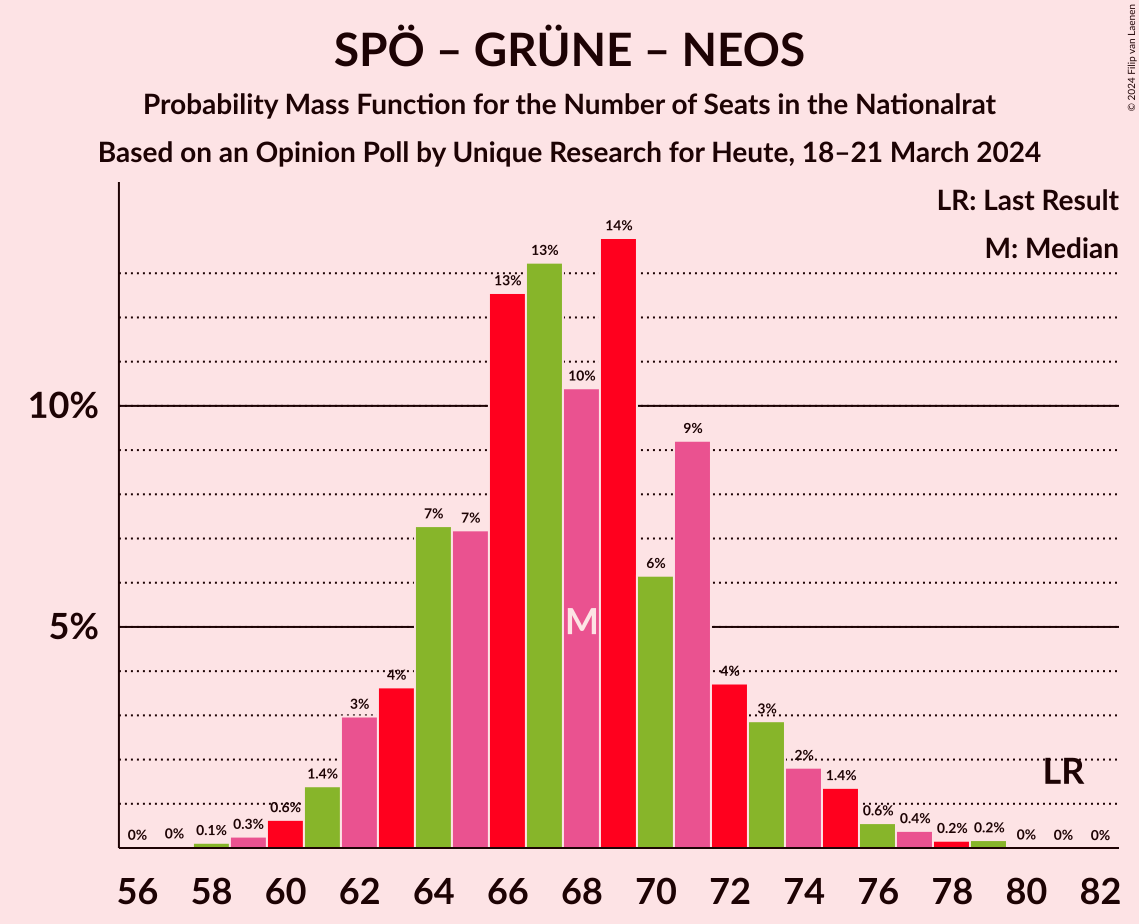 SPÖ – GRÜNE – NEOS
Probability Mass Function for the Number of Seats in the Nationalrat
Based on an Opinion Poll by Unique Research for Heute, 18–21 March 2024
© 2024 Filip van Laenen
LR: Last Result
M: Median
10%
5%
0% 0% 0.1% 0.3% 0.6% 1.4% 3% 4% 7% 7% 13% 13% 10% 14% 6% 9% 4% 3% 2% 1.4% 0.6% 0.4% 0.2% 0.2% 0% 0% 0%
M
LR
56 58 60 62 64 66 68 70 72 74 76 78 80 82